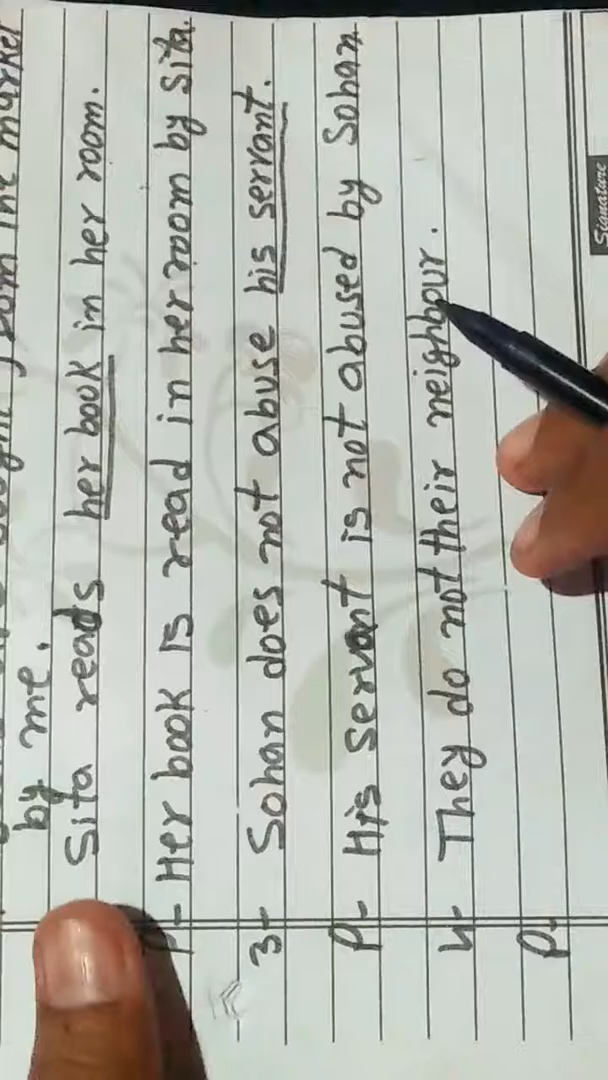 by me.
Sita reads her book in her room.
P- Her book is read in her room by Sita.
3- Sohan does not abuse his servant.
P- His servant is not abused by Sohan
4- They do not their neighbour.
P-
Signature